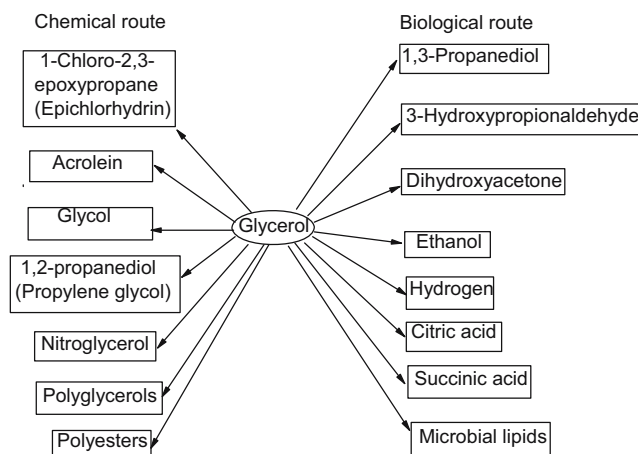 Chemical route
1-Chloro-2,3-
epoxypropane
(Epichlorhydrin)
Acrolein
Glycol
1,2-propanediol
(Propylene glycol)
Nitroglycerol
Polyglycerols
Polyesters
Glycerol
Biological route
1,3-Propanediol
3-Hydroxypropionaldehyde
Dihydroxyacetone
Ethanol
Hydrogen
Citric acid
Succinic acid
Microbial lipids